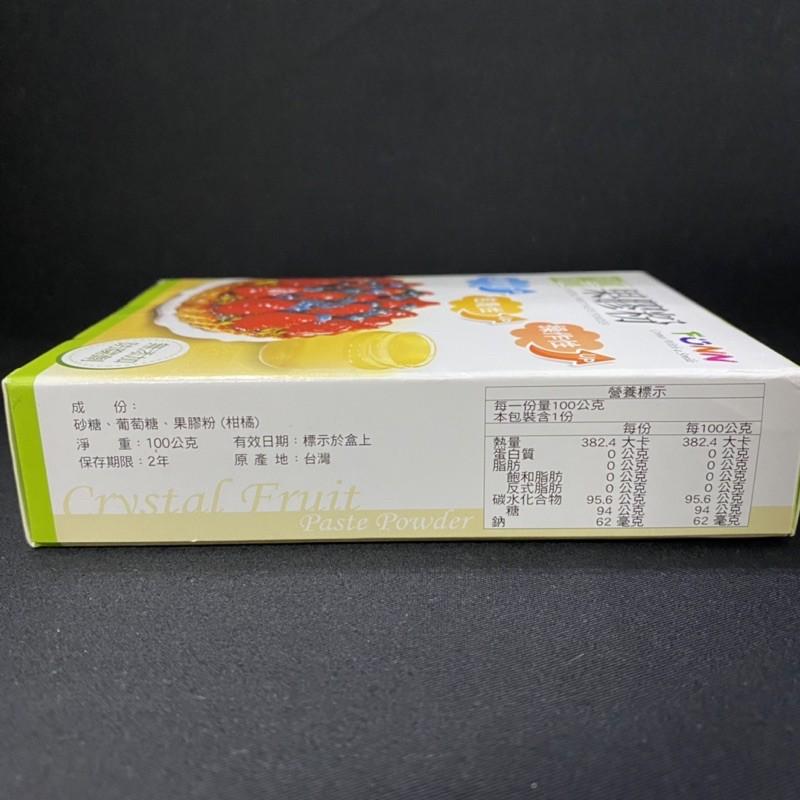 FUNN
UP
成 份：
砂糖、葡萄糖、果膠粉 (柑橘)
淨 重：100公克 有效日期：標示於盒上
保存期限：2年 原 產 地：台灣
Crystal Fruit
Paste Powder
營養標示
每一份量100公克
本包裝含1份
每份 每100公克
熱量 382.4 大卡 382.4 大卡
蛋白質 0 公克 0 公克
脂肪 0 公克 0 公克
飽和脂肪 0 公克 0 公克
反式脂肪 0 公克 0 公克
碳水化合物 95.6 公克 95.6 公克
糖 94 公克 94 公克
鈉 62 毫克 62 毫克